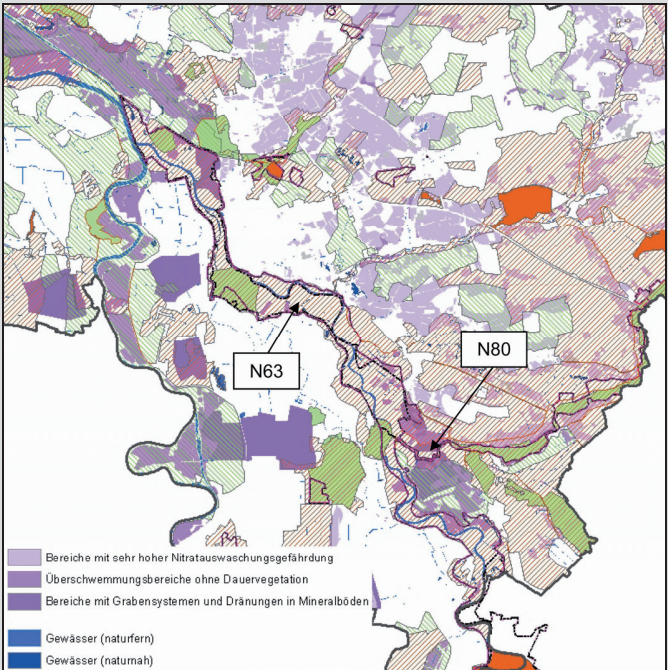 N80
N63
Bereiche mit sehr hoher Nitratauswaschungsgefährdung
Überschwemmungsbereiche ohne Dauervegetation
Bereiche mit Grabensystemen und Dränungen in Mineralböden
Gewässer (naturfern)
Gewässer (naturnah)